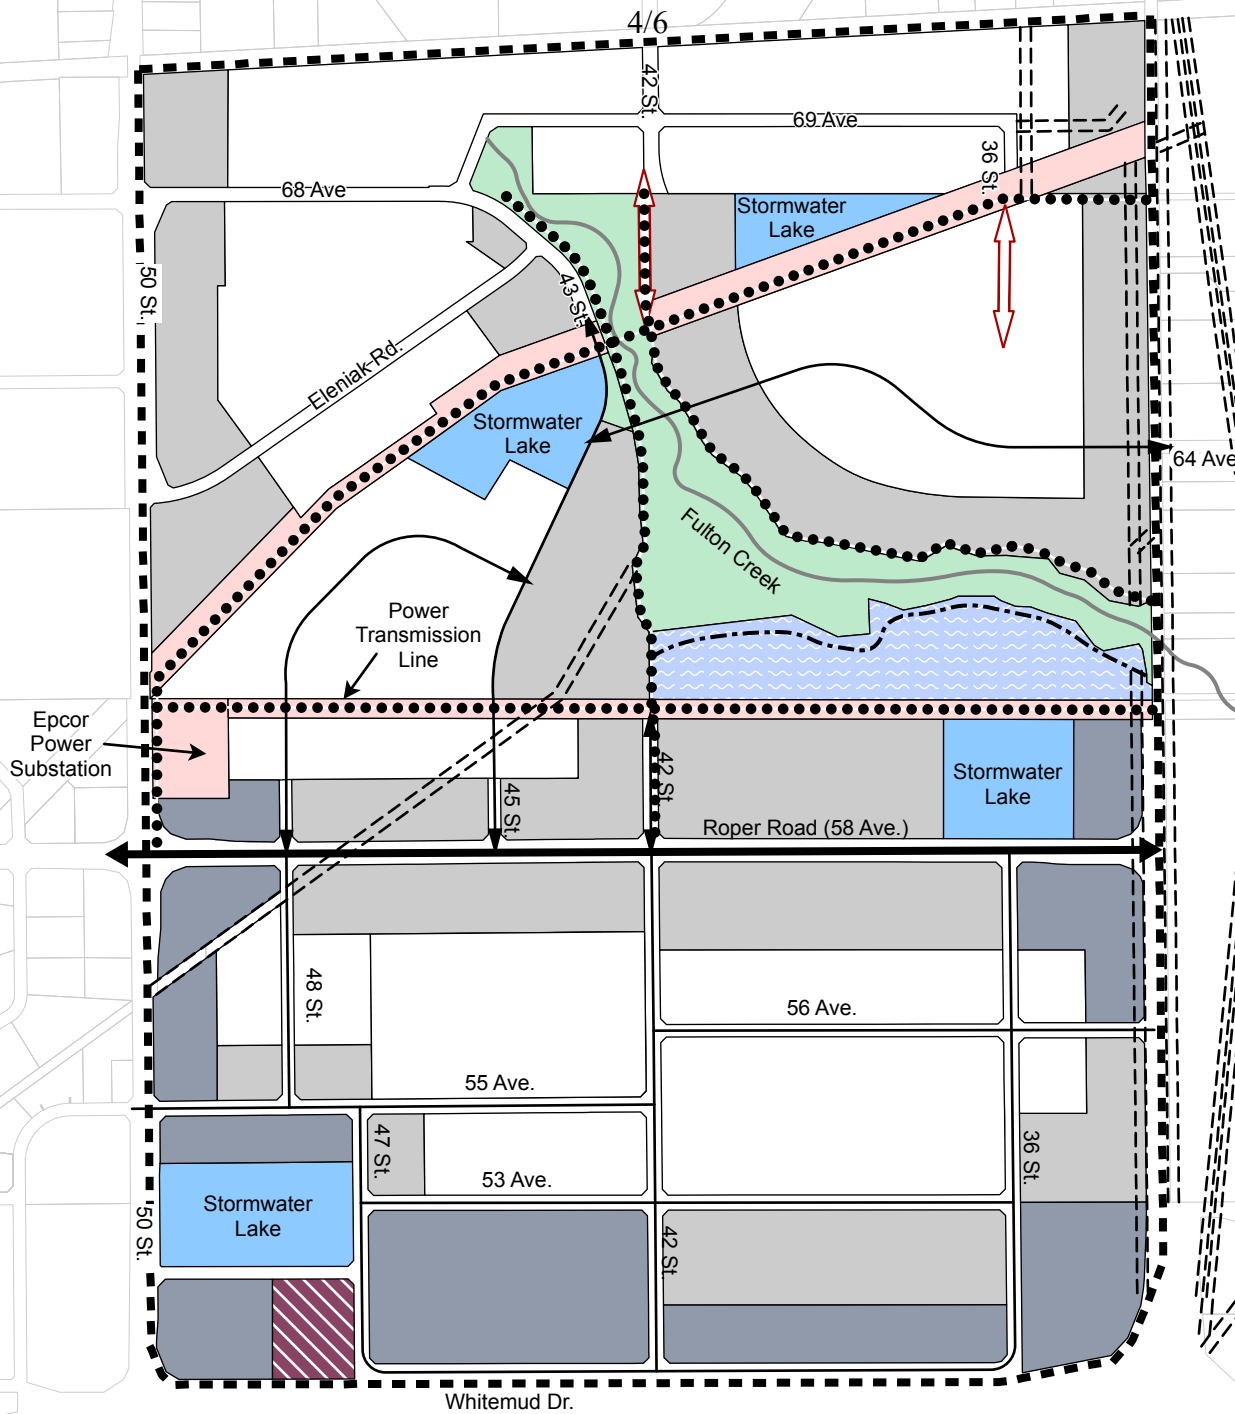 4/6
42 St.
69 Ave
36 St.
68 Ave
Stormwater
Lake
50 St.
43 St.
Eleniak Rd.
Stormwater
Lake
64 Ave
Fulton Creek
Power
Transmission
Line
Epcor
Power
Substation
42 St.
45 St.
Stormwater
Lake
Roper Road (58 Ave.)
48 St.
56 Ave.
55 Ave.
47 St.
36 St.
53 Ave.
Stormwater
Lake
50 St.
42 St.
Whitemud Dr.